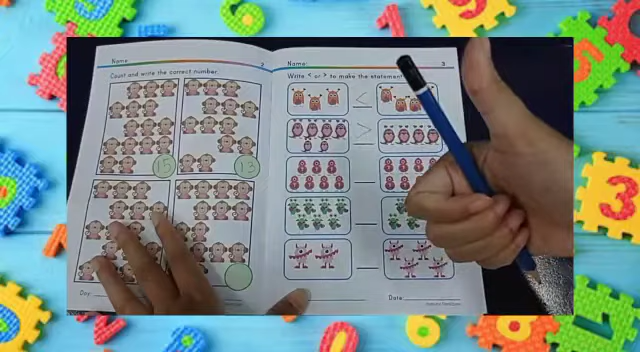 Name
2
Count and write the correct number.
15
13
Day:
Name:
3
Write < or > to make the statement
<
>
Date